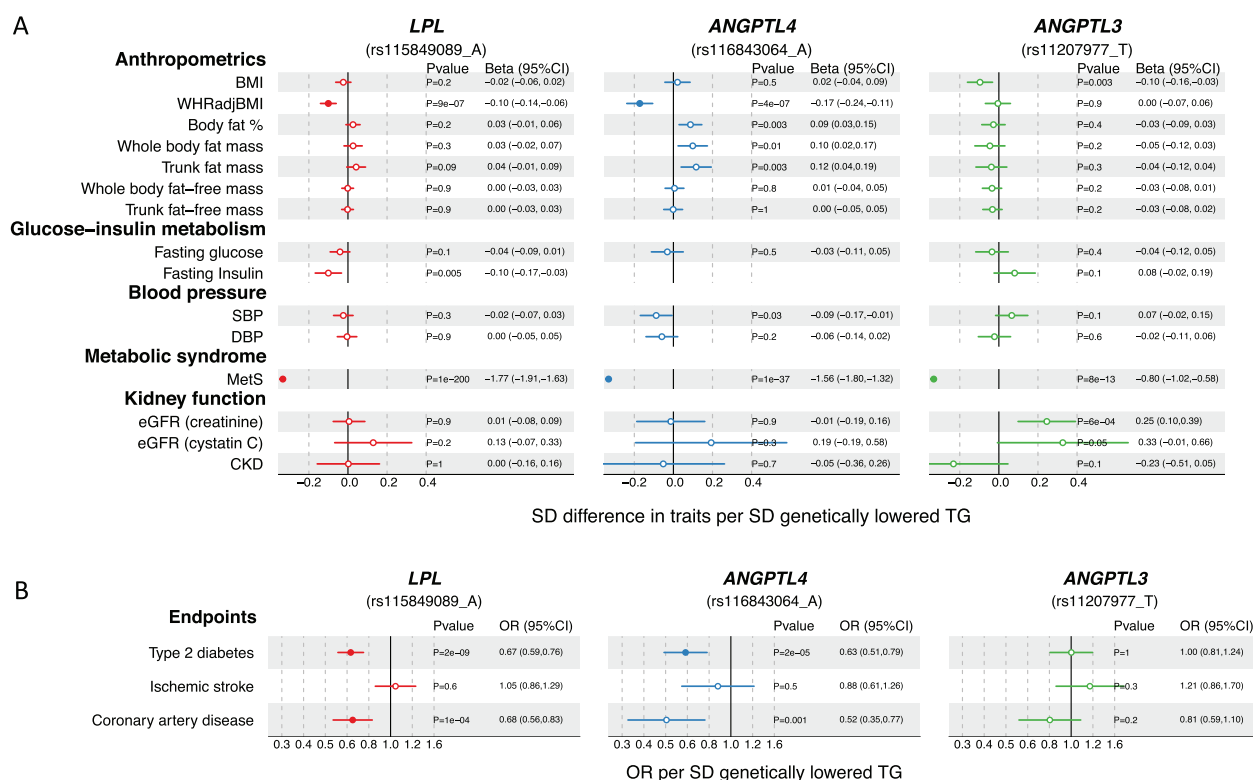 A
LPL ANGPTL4 ANGPTL3
(rs115849089_A) (rs116843064_A) (rs11207977_T)
Anthropometrics Pvalue Beta (95%CI) Pvalue Beta (95%CI) Pvalue Beta (95%CI)
BMI P=0.2 −0.02 (−0.06, 0.02) P=0.5 0.02 (−0.04, 0.09) P=0.003 −0.10 (−0.16,−0.03)
WHRadjBMI P=9e−07 −0.10 (−0.14,−0.06) P=4e−07 −0.17 (−0.24,−0.11) P=0.9 0.00 (−0.07, 0.06)
Body fat % P=0.2 0.03 (−0.01, 0.06) P=0.003 0.09 (0.03,0.15) P=0.4 −0.03 (−0.09, 0.03)
Whole body fat mass P=0.3 0.03 (−0.02, 0.07) P=0.01 0.10 (0.02,0.17) P=0.2 −0.05 (−0.12, 0.03)
Trunk fat mass P=0.09 0.04 (−0.01, 0.09) P=0.003 0.12 (0.04,0.19) P=0.3 −0.04 (−0.12, 0.04)
Whole body fat−free mass P=0.9 0.00 (−0.03, 0.03) P=0.8 0.01 (−0.04, 0.05) P=0.2 −0.03 (−0.08, 0.01)
Trunk fat−free mass P=0.9 0.00 (−0.03, 0.03) P=1 0.00 (−0.05, 0.05) P=0.2 −0.03 (−0.08, 0.02)
Glucose−insulin metabolism
Fasting glucose P=0.1 −0.04 (−0.09, 0.01) P=0.5 −0.03 (−0.11, 0.05) P=0.4 −0.04 (−0.12, 0.05)
Fasting Insulin P=0.005 −0.10 (−0.17,−0.03) P=0.1 0.08 (−0.02, 0.19)
Blood pressure
SBP P=0.3 −0.02 (−0.07, 0.03) P=0.03 −0.09 (−0.17,−0.01) P=0.1 0.07 (−0.02, 0.15)
DBP P=0.9 0.00 (−0.05, 0.05) P=0.2 −0.06 (−0.14, 0.02) P=0.6 −0.02 (−0.11, 0.06)
Metabolic syndrome
MetS P=1e−200 −1.77 (−1.91,−1.63) P=1e−37 −1.56 (−1.80,−1.32) P=8e−13 −0.80 (−1.02,−0.58)
Kidney function
eGFR (creatinine) P=0.9 0.01 (−0.08, 0.09) P=0.9 −0.01 (−0.19, 0.16) P=6e−04 0.25 (0.10,0.39)
eGFR (cystatin C) P=0.2 0.13 (−0.07, 0.33) P=0.3 0.19 (−0.19, 0.58) P=0.05 0.33 (−0.01, 0.66)
CKD P=1 0.00 (−0.16, 0.16) P=0.7 −0.05 (−0.36, 0.26) P=0.1 −0.23 (−0.51, 0.05)
−0.2 0.0 0.2 0.4 −0.2 0.0 0.2 0.4 −0.2 0.0 0.2 0.4
SD difference in traits per SD genetically lowered TG
B
LPL ANGPTL4 ANGPTL3
(rs115849089_A) (rs116843064_A) (rs11207977_T)
Endpoints Pvalue OR (95%CI) Pvalue OR (95%CI) Pvalue OR (95%CI)
Type 2 diabetes P=2e−09 0.67 (0.59,0.76) P=2e−05 0.63 (0.51,0.79) P=1 1.00 (0.81,1.24)
Ischemic stroke P=0.6 1.05 (0.86,1.29) P=0.5 0.88 (0.61,1.26) P=0.3 1.21 (0.86,1.70)
Coronary artery disease P=1e−04 0.68 (0.56,0.83) P=0.001 0.52 (0.35,0.77) P=0.2 0.81 (0.59,1.10)
0.3 0.4 0.5 0.6 0.8 1.0 1.2 1.6 0.3 0.4 0.5 0.6 0.8 1.0 1.2 1.6 0.3 0.4 0.5 0.6 0.8 1.0 1.2 1.6
OR per SD genetically lowered TG